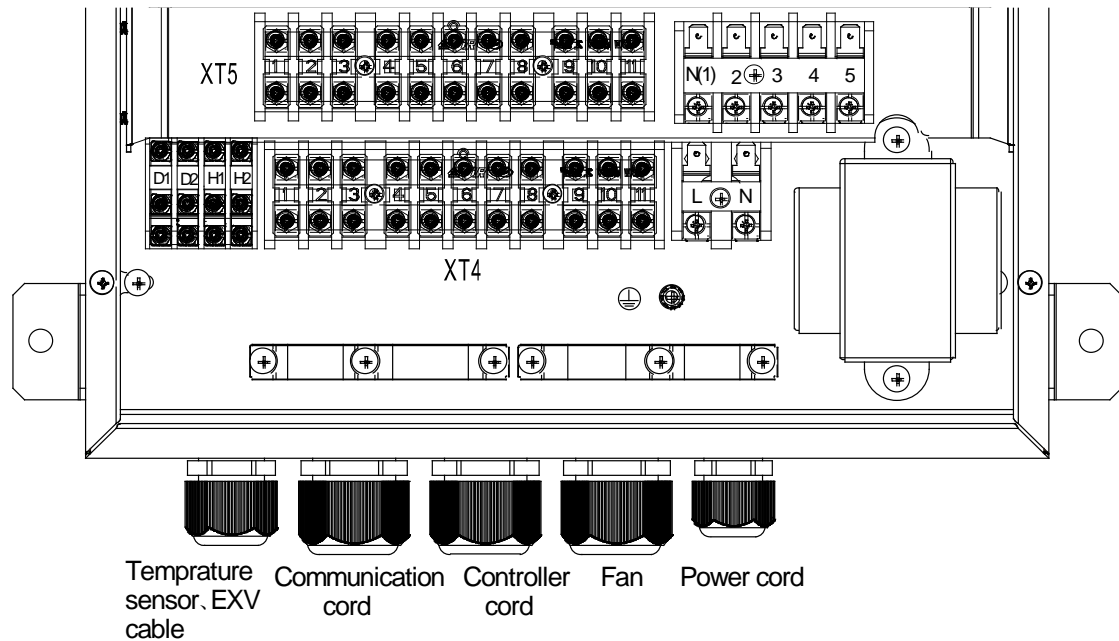 1 2 3 4 5 6 7 8 9 10 11
XT5
N(1) 2 3 4 5
D1 D2 H1 H2
1 2 3 4 5 6 7 8 9 10 11
L N
XT4
Temprature
sensor、EXV
cable
Communication
cord
Controller
cord
Fan
Power cord